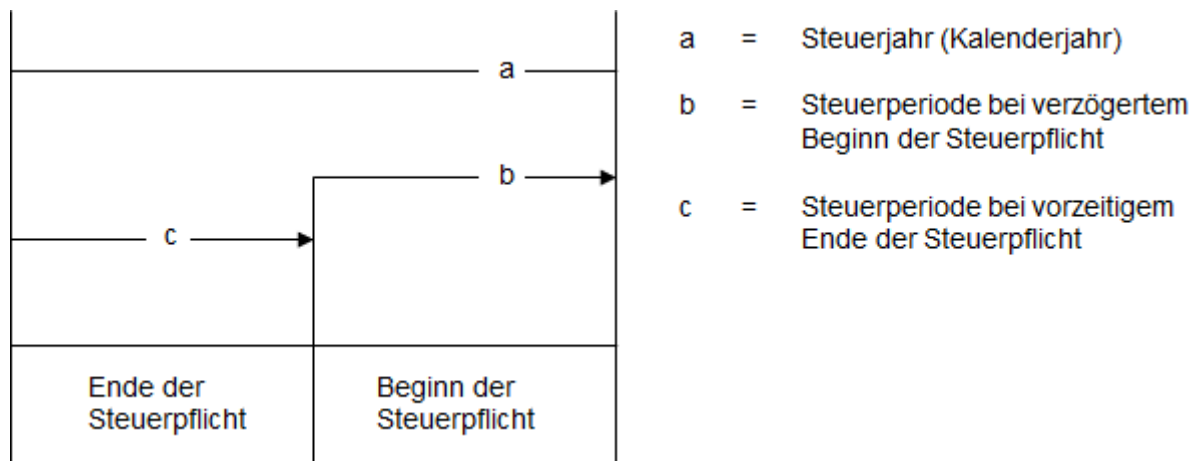 a
b
c
Ende der
Steuerpflicht
Beginn der
Steuerpflicht
a = Steuerjahr (Kalenderjahr)
b = Steuerperiode bei verzögertem
Beginn der Steuerpflicht
c = Steuerperiode bei vorzeitigem
Ende der Steuerpflicht